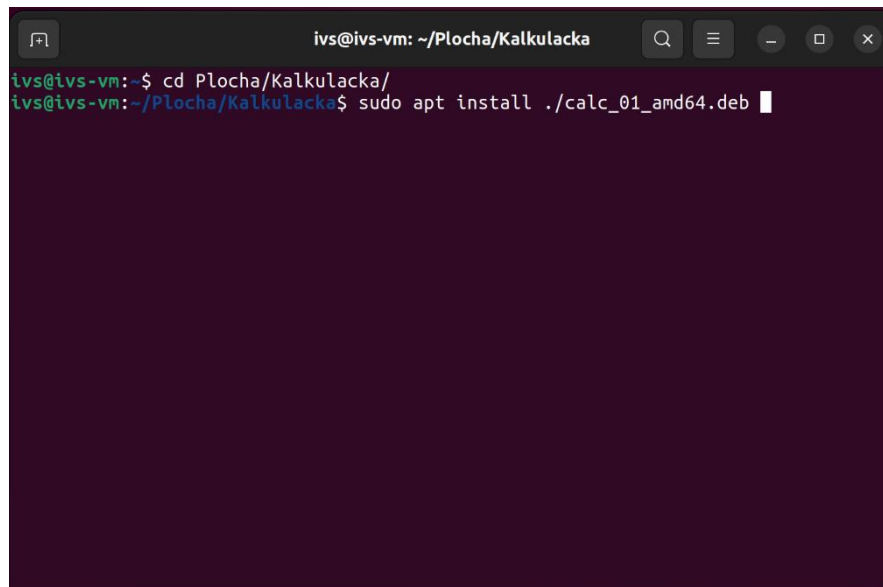 ivs@ivs-vm: ~/Plocha/Kalkulacka
ivs@ivs-vm:~$ cd Plocha/Kalkulacka/
ivs@ivs-vm:~/Plocha/Kalkulacka$ sudo apt install ./calc_01_amd64.deb